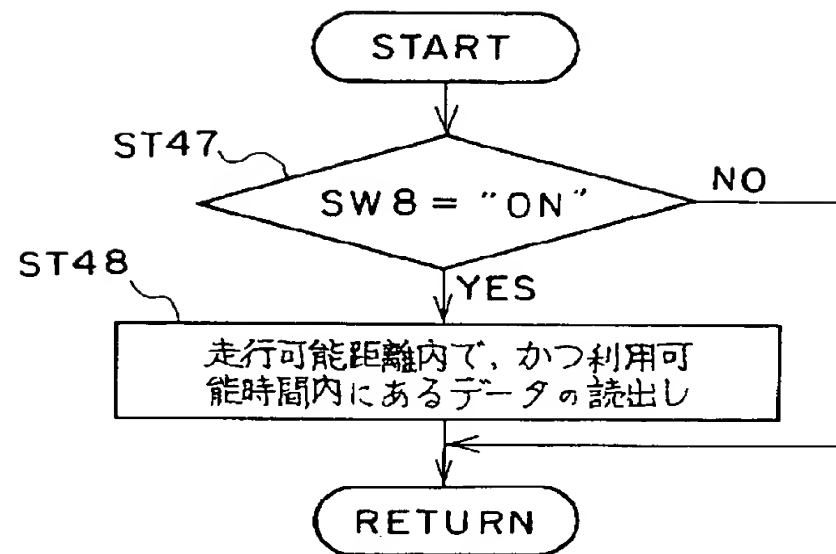 START
ST47
SW8 = "ON"
NO
ST48
YES
走行可能距離内で、かつ利用可
能時間内にあるデータの読出し
RETURN